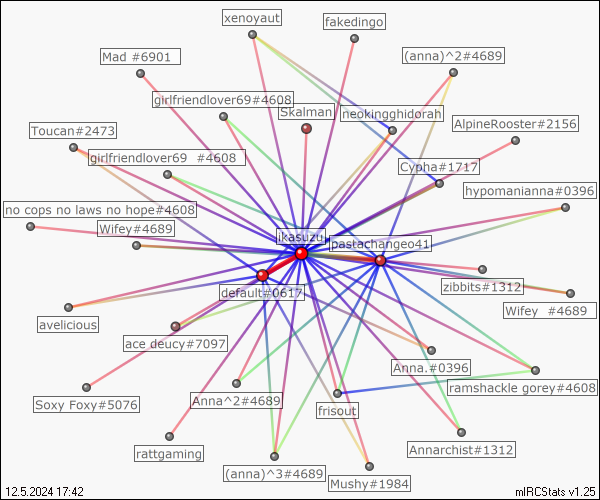 xenoyaut
fakedingo
Mad #6901
(anna)^2#4689
girlfriendlover69#4608
Skalman
neokingghidorah
AlpineRooster#2156
Toucan#2473
girlfriendlover69  #4608
Cypha#1717
hypomanianna#0396
no cops no laws no hope#4608
Wifey#4689
ikasuzu
pastachangeo41
default#0617
zibbits#1312
Wifey  #4689
avelicious
ace deucy#7097
Anna.#0396
ramshackle gorey#4608
Soxy Foxy#5076
Anna^2#4689
frisout
rattgaming
Annarchist#1312
(anna)^3#4689
Mushy#1984
12.5.2024 17:42
mIRCStats v1.25